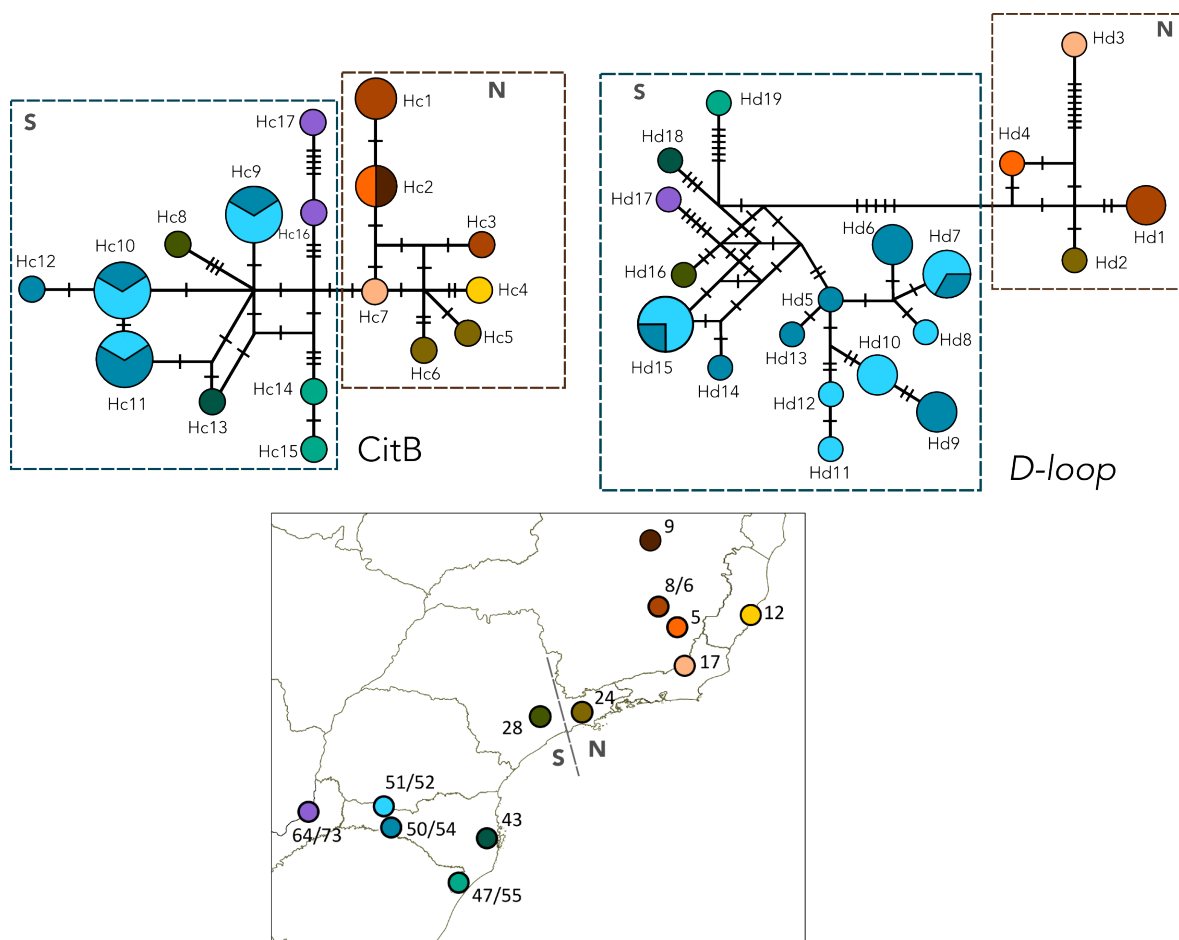 S
N
Hc1
Hc17
Hc9
Hc2
Hc8
Hc3
Hc16
Hc10
Hc12
Hc4
Hc7
Hc5
Hc6
Hc11
Hc14
Hc13
Hc15
CitB
N
Hd3
S
Hd19
Hd18
Hd4
Hd17
Hd6
Hd7
Hd1
Hd16
Hd2
Hd5
Hd8
Hd13
Hd15
Hd10
Hd14
Hd12
Hd9
Hd11
D-loop
9
8/6
5
12
17
24
28
S
N
51/52
64/73
50/54
43
47/55